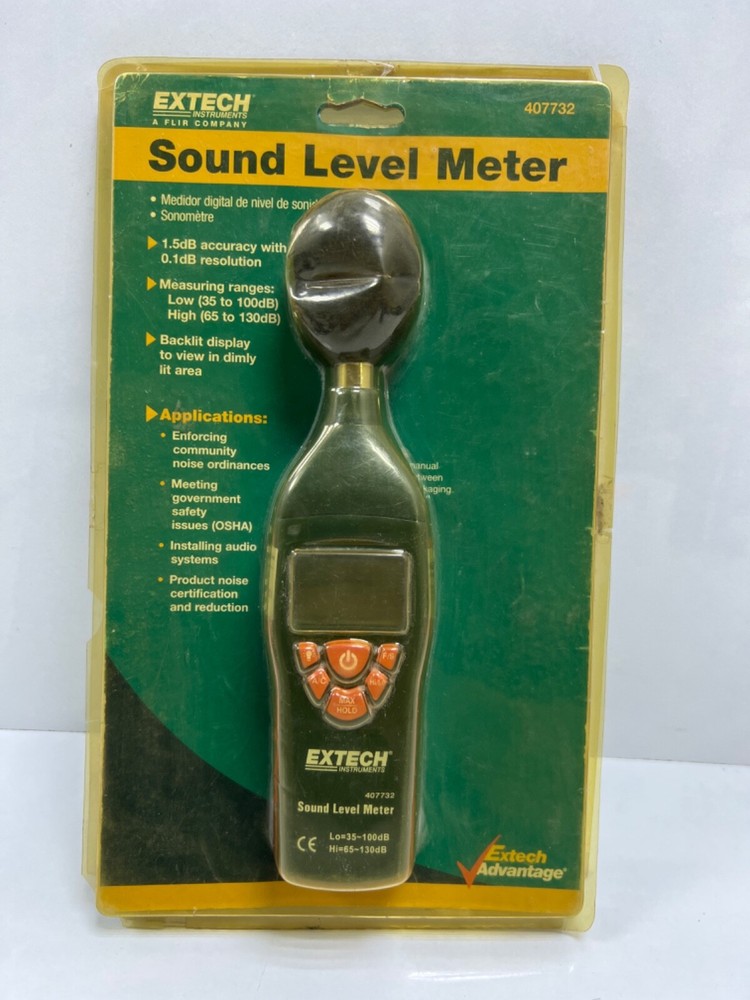 EXTECH
INSTRUMENTS
A FLIR COMPANY
407732
Sound Level Meter
• Medidor digital de nivel de
• Sonomètre
1.5dB accuracy with
0.1dB resolution
Measuring ranges:
Low (35 to 100dB)
High (65 to 130dB)
Backlit display
to view in dimly
lit area
Applications:
• Enforcing
community
noise ordinances
• Meeting
government
safety
issues (OSHA)
• Installing audio
systems
• Product noise
certification
and reduction
A/C
MAX
HOLD
EXTECH®
INSTRUMENTS
407732
Sound Level Meter
CE
Lo=35~100dB
Hi=65~130dB
Extech
Advantage®